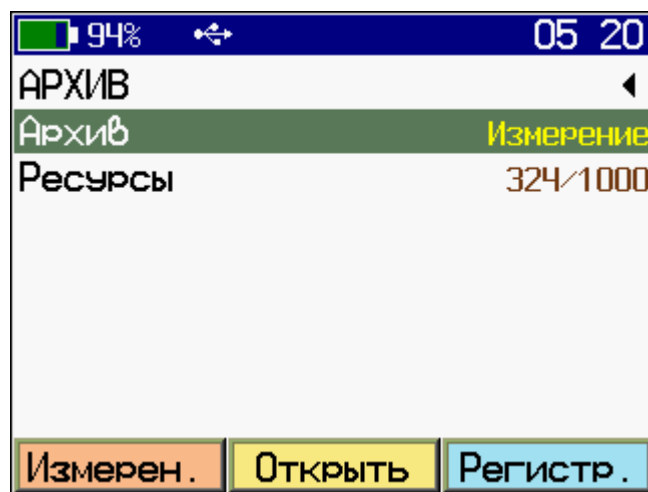 94% 05 20
АРХИВ
Архив Измерение
Ресурсы 324/1000
Измерен. Открыть Регистр.